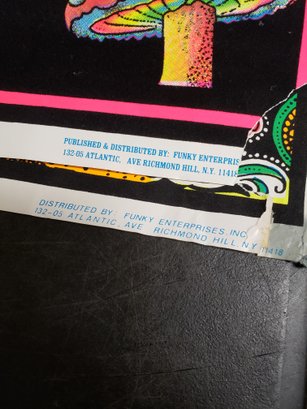 PUBLISHED & DISTRIBUTED BY: FUNKY ENTERPRIS
132-05 ATLANTIC, AVE RICHMOND HILL, N.Y. 11418
DISTRIBUTED BY: FUNKY ENTERPRISES, INC.
132-05 ATLANTIC, AVE RICHMOND HILL NY 11418